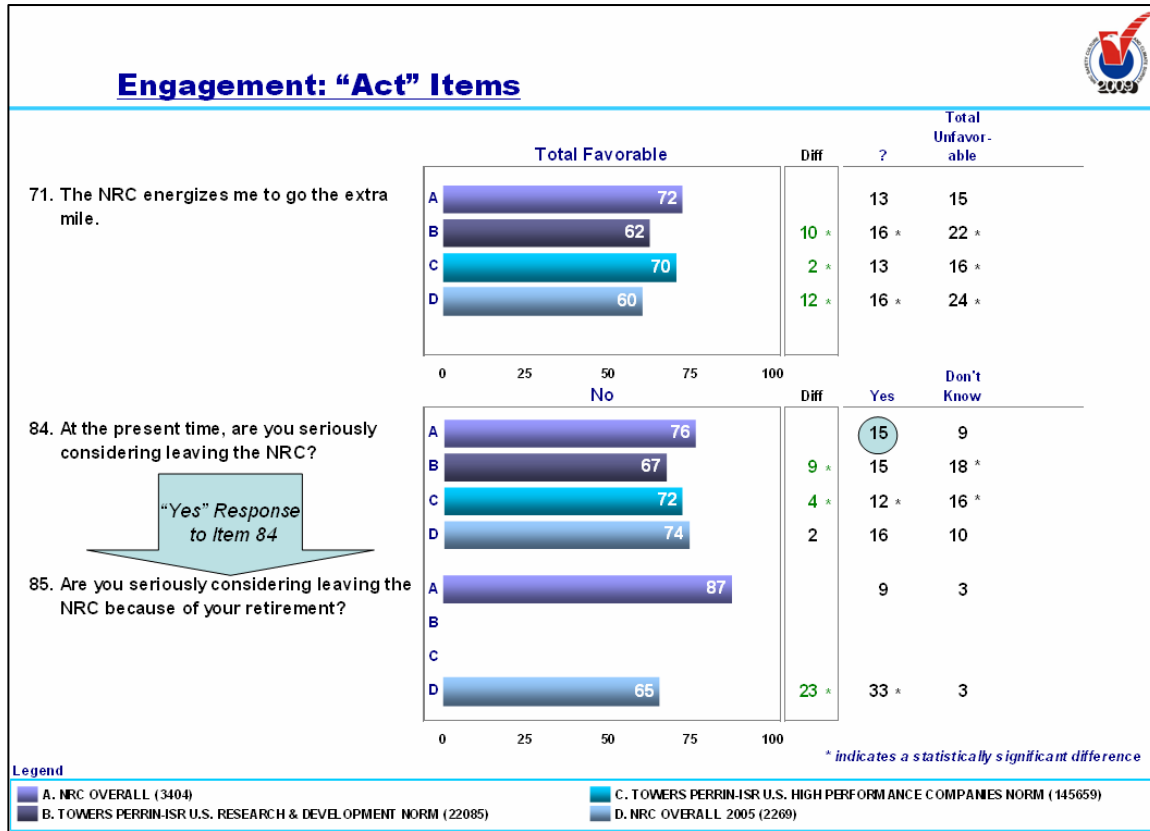 NRC SAFETY CULTURE AND CLIMATE SURVEY
2009
Engagement: “Act” Items
Total Favorable Diff ? Total Unfavor-able
71. The NRC energizes me to go the extra
mile.
A 72 13 15
B 62 10 * 16 * 22 *
C 70 2 * 13 16 *
D 60 12 * 16 * 24 *
0 25 50 75 100
No Diff Yes Don't Know
84. At the present time, are you seriously
considering leaving the NRC?
A 76 15 9
B 67 9 * 15 18 *
C 72 4 * 12 * 16 *
D 74 2 16 10
“Yes” Response
to Item 84
85. Are you seriously considering leaving the
NRC because of your retirement?
A 87 9 3
B
C
D 65 23 * 33 * 3
0 25 50 75 100
* indicates a statistically significant difference
Legend
A. NRC OVERALL (3404)
B. TOWERS PERRIN-ISR U.S. RESEARCH & DEVELOPMENT NORM (22085)
C. TOWERS PERRIN-ISR U.S. HIGH PERFORMANCE COMPANIES NORM (145659)
D. NRC OVERALL 2005 (2269)